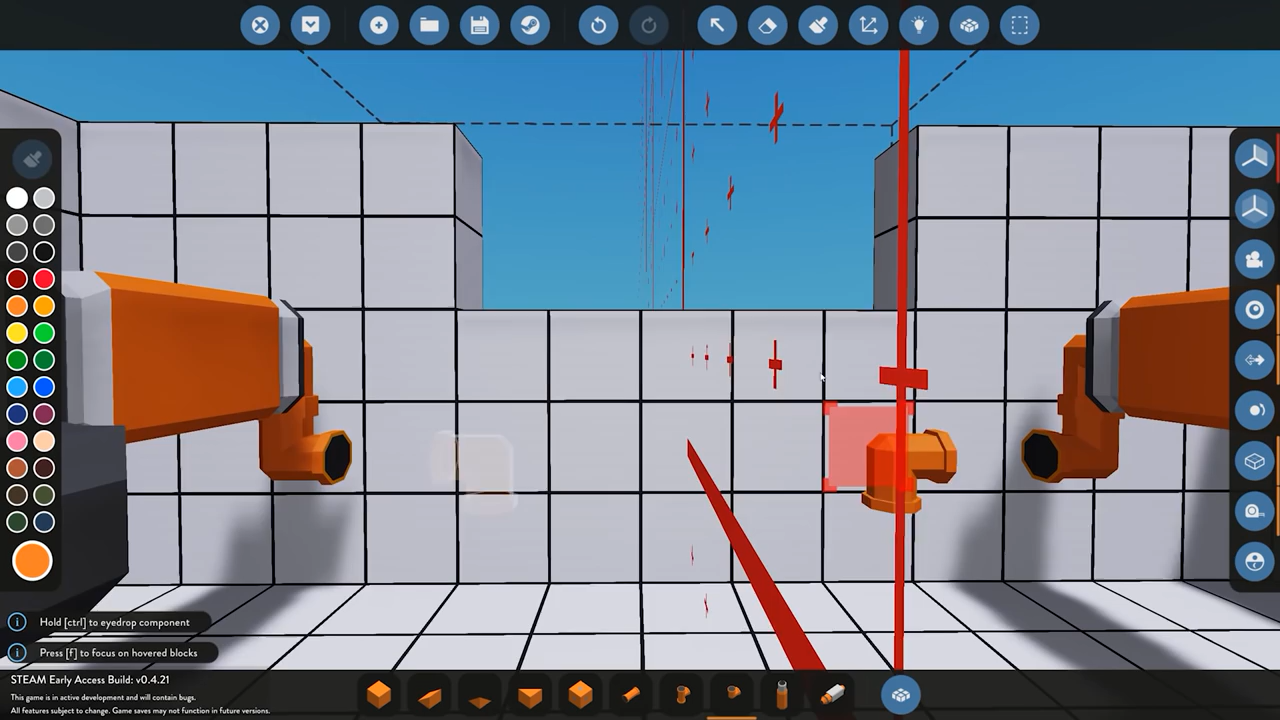 Hold [ctrl] to eyedrop component
Press [f] to focus on hovered blocks
STEAM Early Access Build: v0.4.21
This game is in active development and will contain bugs.
All features subject to change. Game saves may not function in future versions.